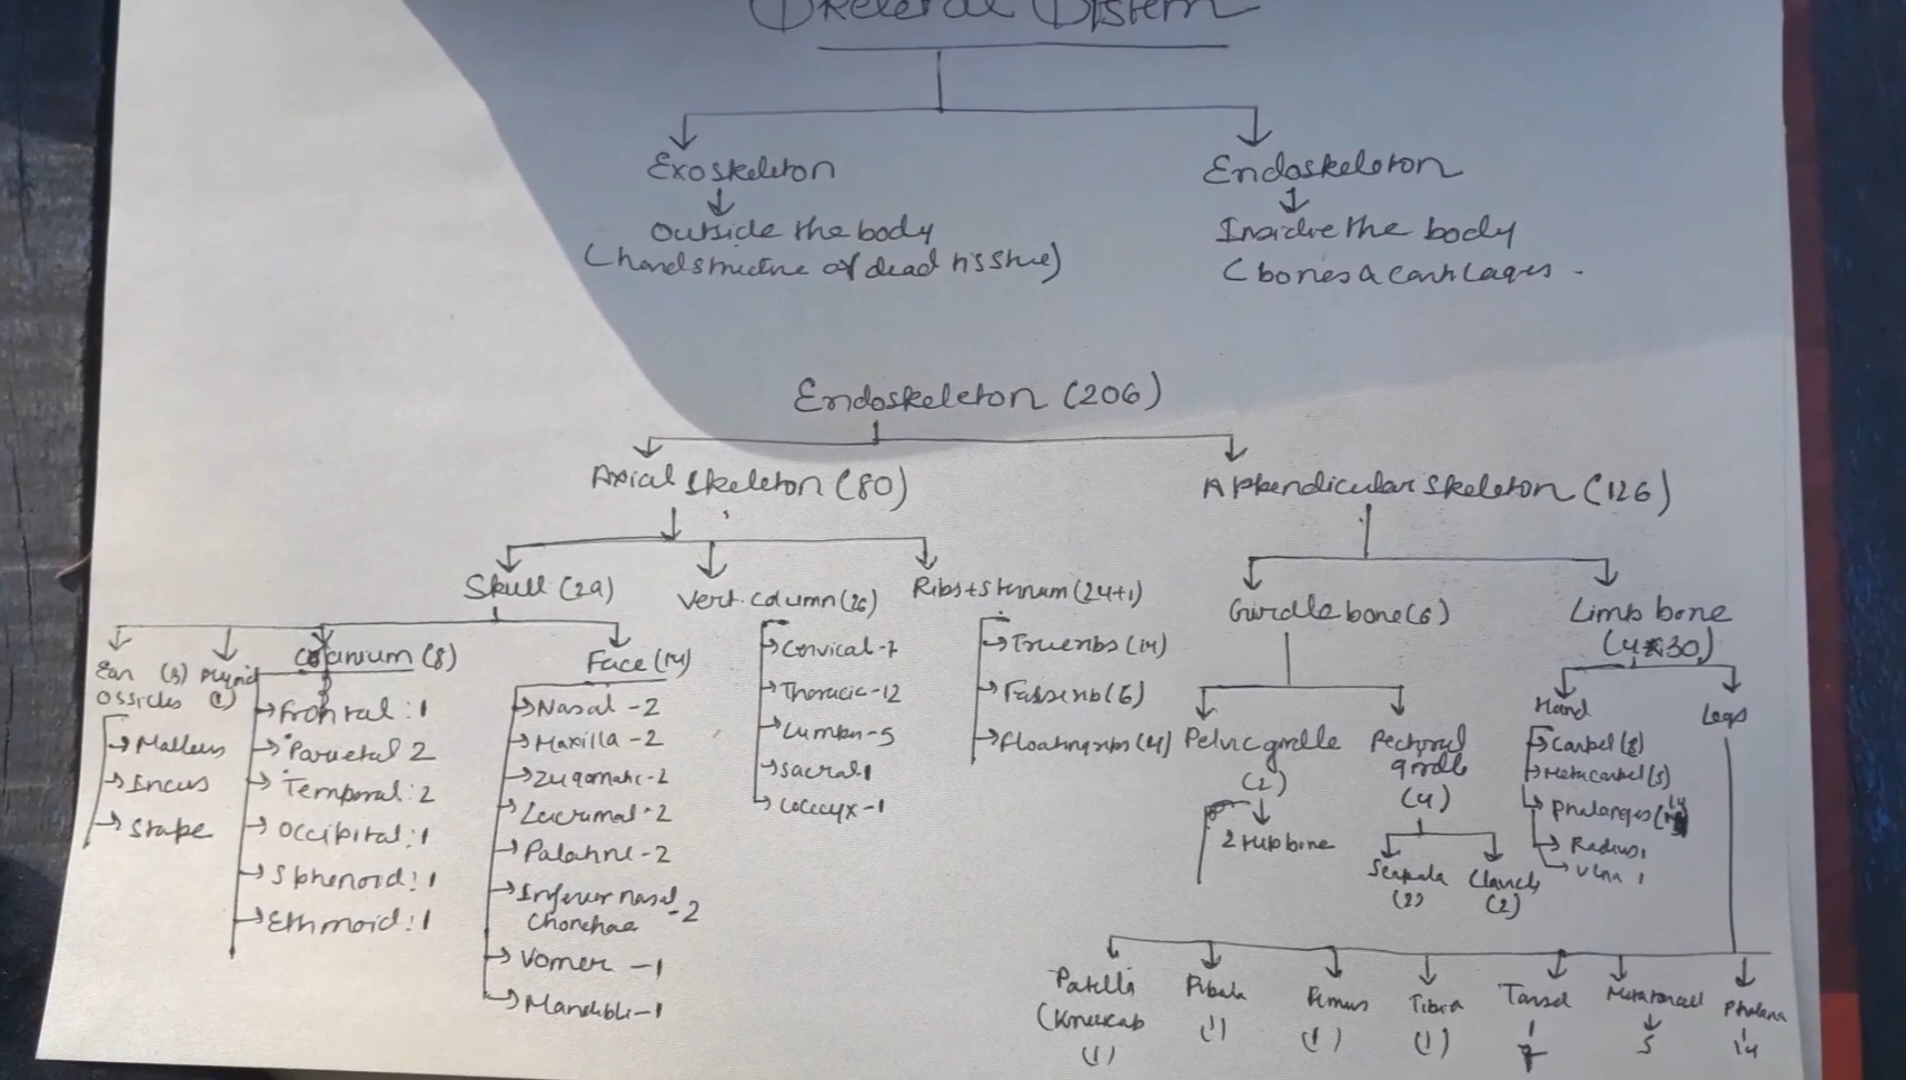 Skeletal System
Exoskeleton
Outside the body
(hard structure of dead tissue)
Endoskeleton
Inside the body
(bones & cartilages.
Endoskeleton (206)
Axial skeleton (80)
Appendicular skeleton (126)
Skull (29)
Vert. column (26)
Ribs + sternum (24+1)
Girdle bone (6)
Limb bone
(4×30)
Ear (3)
ossicles
Malleus
Incus
Stape
(1)
Cranium (8)
Frontal : 1
Parietal 2
Temporal : 2
Occipital : 1
Sphenoid : 1
Ethmoid : 1
Face (14)
Nasal - 2
Maxilla - 2
Zygomatic - 2
Lacrimal - 2
Palatine - 2
Inferior nasal - 2
Chonchae
Vomer - 1
Mandible - 1
Cervical - 7
Thoracic - 12
Lumbar - 5
Sacral 1
Coccyx - 1
True ribs (14)
False rib (6)
Floating ribs (4)
Pelvic girdle
(2)
2 hip bone
Pectoral
girdle
(4)
Scapula
(2)
Clavicle
(2)
Hand
Carpel (8)
Metacarpel (5)
Phalanges (14
Radius 1
Ulna 1
Legs
Patella
(Kneecap
(1)
Fibula
(1)
Femur
(1)
Tibia
(1)
Tarsal
7
Metatarsal
5
Phalanx
14